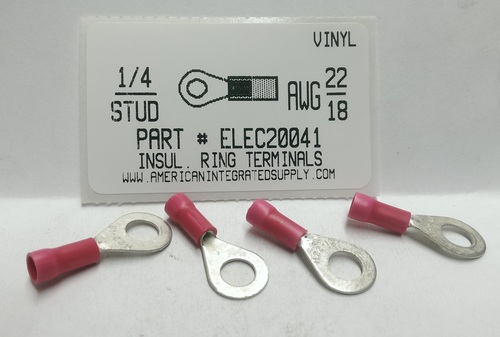 VINYL
1/4 AWG 22
STUD 18
PART # ELEC20041
INSUL. RING TERMINALS
WWW.AMERICANINTEGRATEDSUPPLY.COM